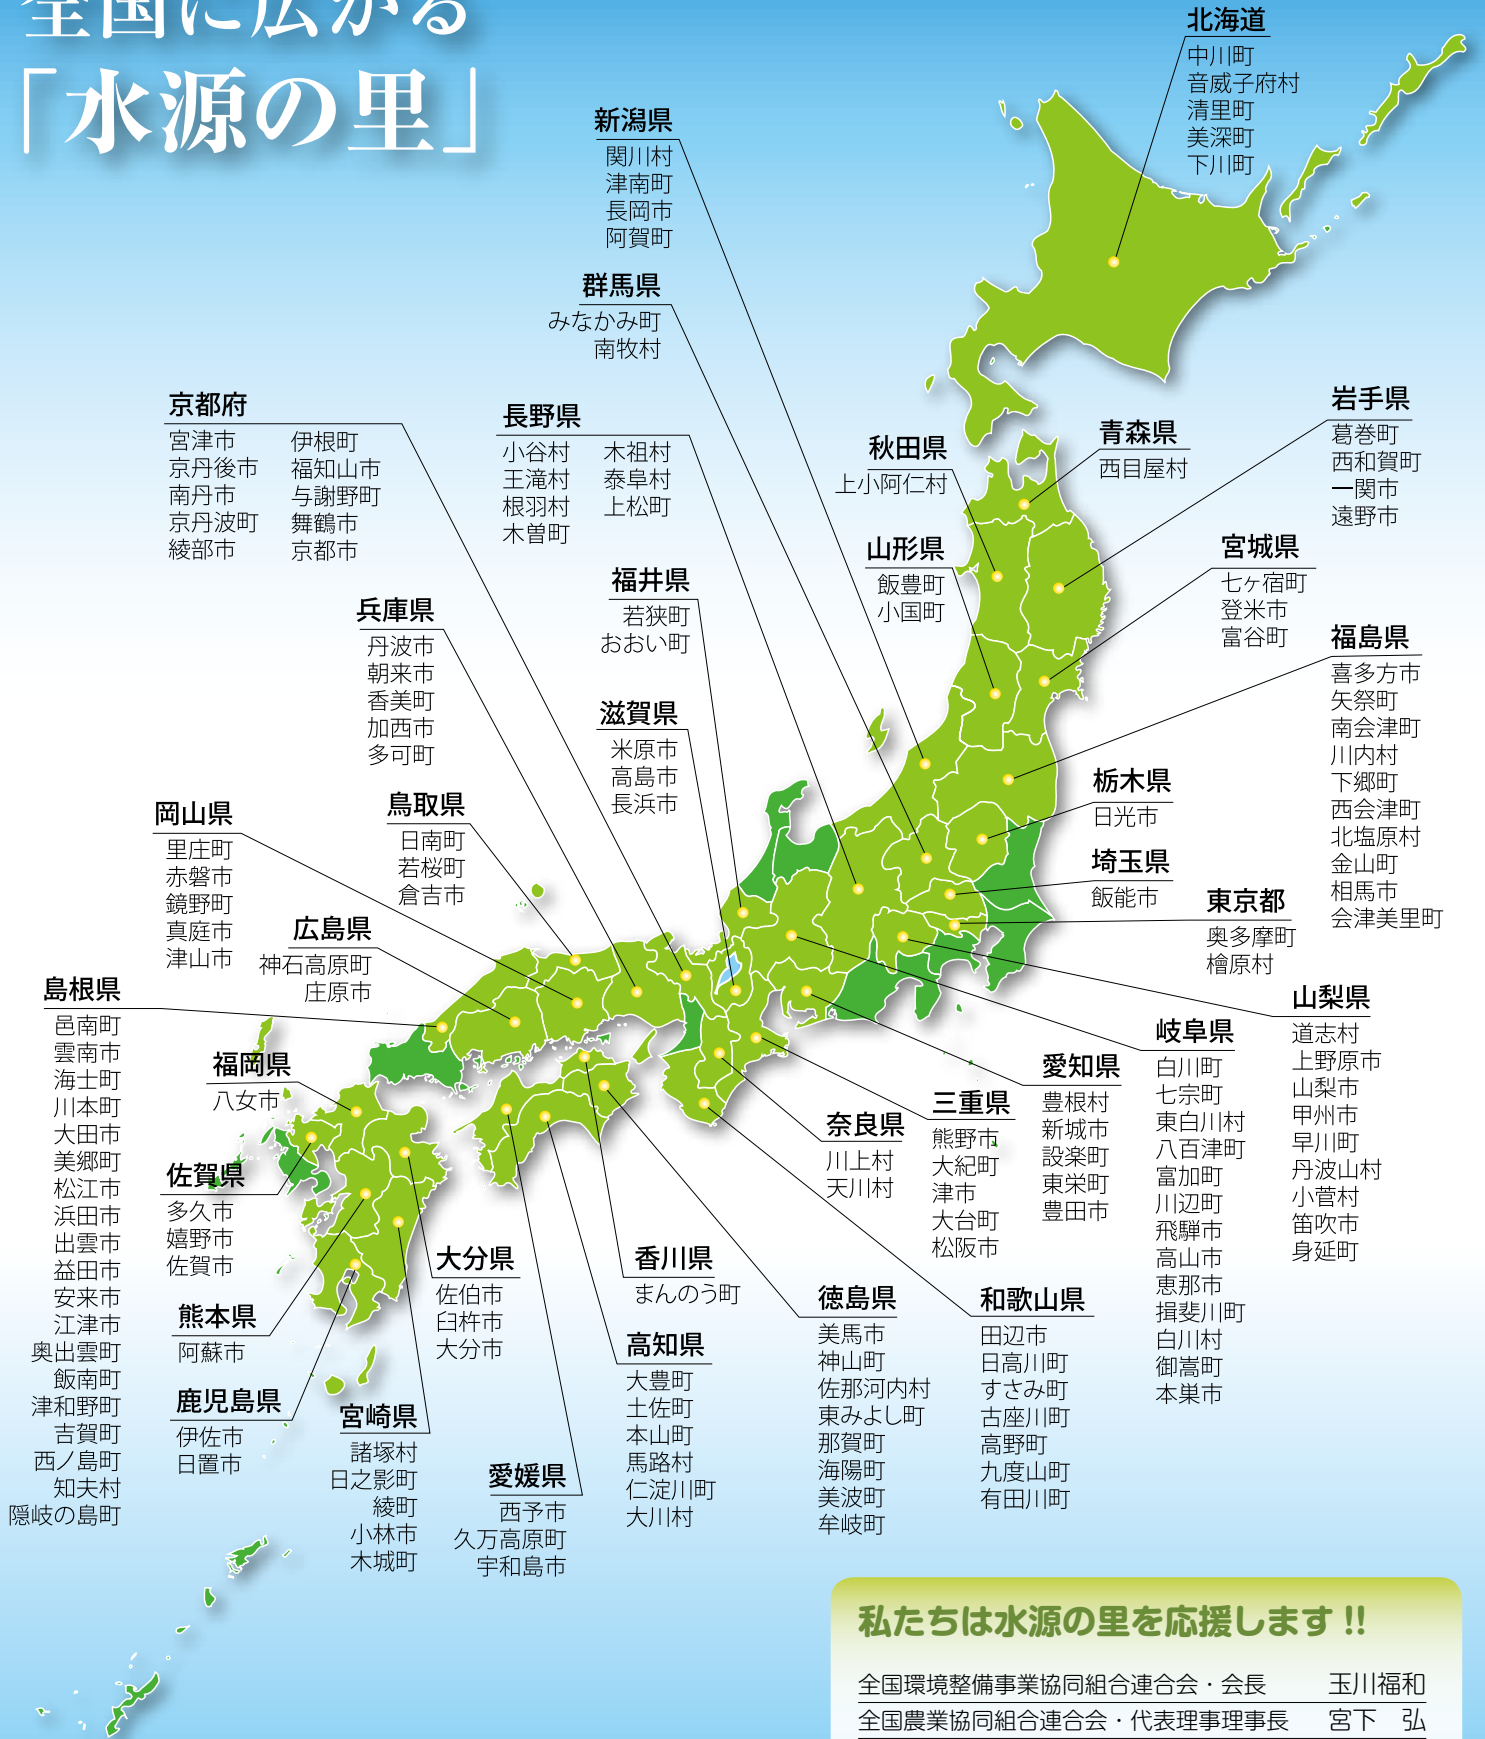 全国に広がる
「水源の里」
北海道
中川町
音威子府村
清里町
美深町
下川町
新潟県
関川村
津南町
長岡市
阿賀町
群馬県
みなかみ町
南牧村
京都府
宮津市 伊根町
京丹後市 福知山市
南丹市 与謝野町
京丹波町 舞鶴市
綾部市 京都市
長野県
小谷村 木祖村
王滝村 泰阜村
根羽村 上松町
木曽町
秋田県
上小阿仁村
青森県
西目屋村
岩手県
葛巻町
西和賀町
一関市
遠野市
山形県
飯豊町
小国町
宮城県
七ヶ宿町
登米市
富谷町
福井県
若狭町
おおい町
兵庫県
丹波市
朝来市
香美町
加西市
多可町
福島県
喜多方市
矢祭町
南会津町
川内村
下郷町
西会津町
北塩原村
金山町
相馬市
会津美里町
滋賀県
米原市
高島市
長浜市
栃木県
日光市
鳥取県
日南町
若桜町
倉吉市
岡山県
里庄町
赤磐市
鏡野町
真庭市
津山市
埼玉県
飯能市
東京都
奥多摩町
檜原村
広島県
神石高原町
庄原市
島根県
邑南町
雲南市
海士町
川本町
大田市
美郷町
松江市
浜田市
出雲市
益田市
安来市
江津市
奥出雲町
飯南町
津和野町
吉賀町
西ノ島町
知夫村
隠岐の島町
山梨県
道志村
上野原市
山梨市
甲州市
早川町
丹波山村
小菅村
笛吹市
身延町
岐阜県
白川町
七宗町
東白川村
八百津町
富加町
川辺町
飛騨市
高山市
恵那市
揖斐川町
白川村
御嵩町
本巣市
福岡県
八女市
愛知県
豊根村
新城市
設楽町
東栄町
豊田市
三重県
熊野市
大紀町
津市
大台町
松阪市
奈良県
川上村
天川村
佐賀県
多久市
嬉野市
佐賀市
大分県
佐伯市
臼杵市
大分市
香川県
まんのう町
徳島県
美馬市
神山町
佐那河内村
東みよし町
那賀町
海陽町
美波町
牟岐町
和歌山県
田辺市
日高川町
すさみ町
古座川町
高野町
九度山町
有田川町
熊本県
阿蘇市
高知県
大豊町
土佐町
本山町
馬路村
仁淀川町
大川村
鹿児島県
伊佐市
日置市
宮崎県
諸塚村
日之影町
綾町
小林市
木城町
愛媛県
西予市
久万高原町
宇和島市
私たちは水源の里を応援します!!
全国環境整備事業協同組合連合会・会長 玉川福和
全国農業協同組合連合会・代表理事理事長 宮下 弘